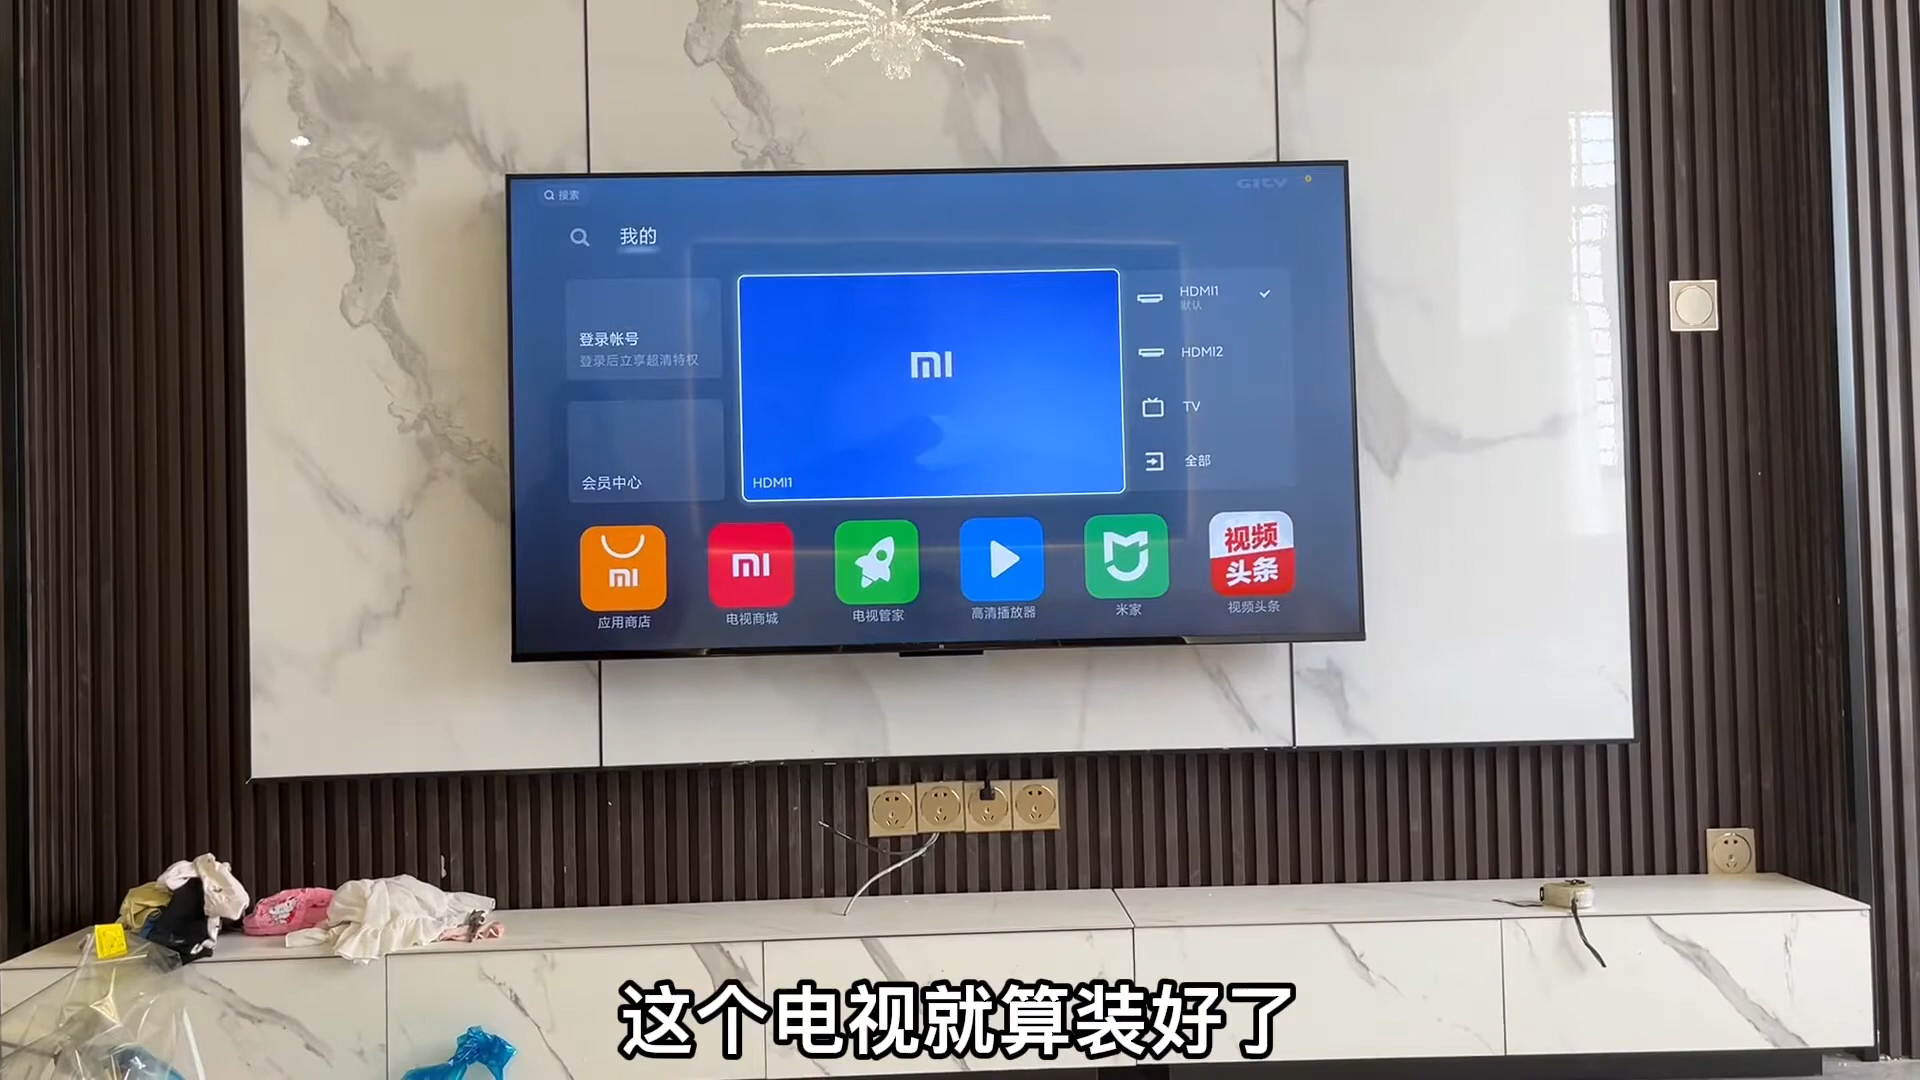 搜索
GITV
我的
登录帐号
登录后立享超清特权
会员中心
mi
HDMI1
HDMI1
默认
HDMI2
TV
全部
mi
mi
视频
头条
应用商店
电视商城
电视管家
高清播放器
米家
视频头条
这个电视就算装好了